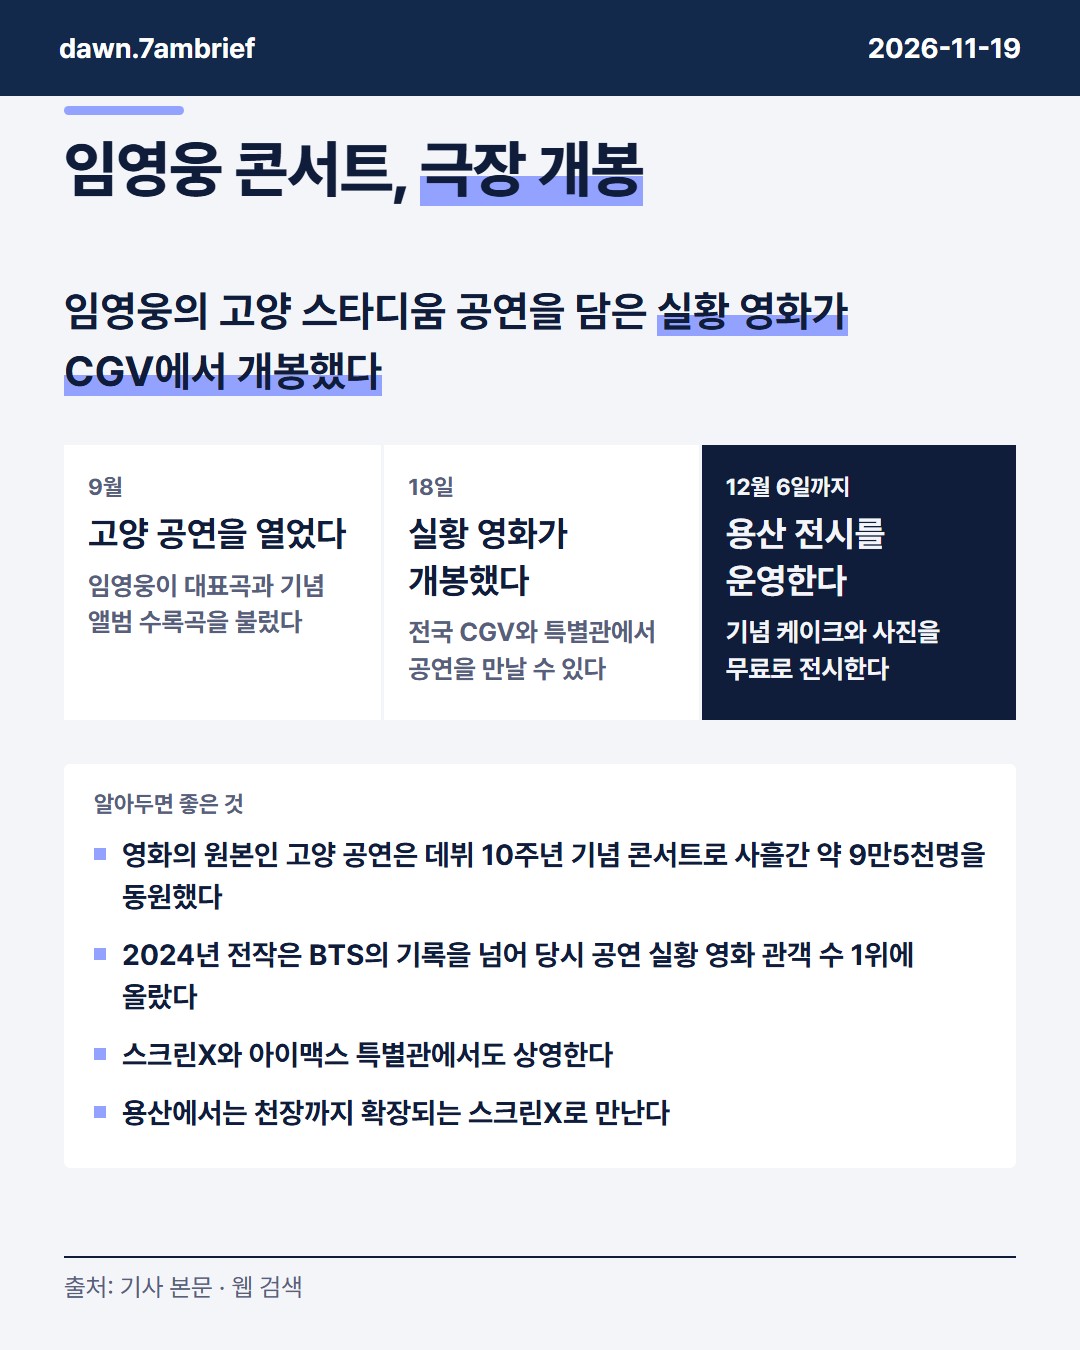 dawn.7ambrief
2026-11-19
임영웅 콘서트, 극장 개봉
임영웅의 고양 스타디움 공연을 담은 실황 영화가
CGV에서 개봉했다
9월
고양 공연을 열었다
임영웅이 대표곡과 기념
앨범 수록곡을 불렀다
18일
실황 영화가
개봉했다
전국 CGV와 특별관에서
공연을 만날 수 있다
12월 6일까지
용산 전시를
운영한다
기념 케이크와 사진을
무료로 전시한다
알아두면 좋은 것
영화의 원본인 고양 공연은 데뷔 10주년 기념 콘서트로 사흘간 약 9만5천명을
동원했다
2024년 전작은 BTS의 기록을 넘어 당시 공연 실황 영화 관객 수 1위에
올랐다
스크린X와 아이맥스 특별관에서도 상영한다
용산에서는 천장까지 확장되는 스크린X로 만난다
출처: 기사 본문 · 웹 검색